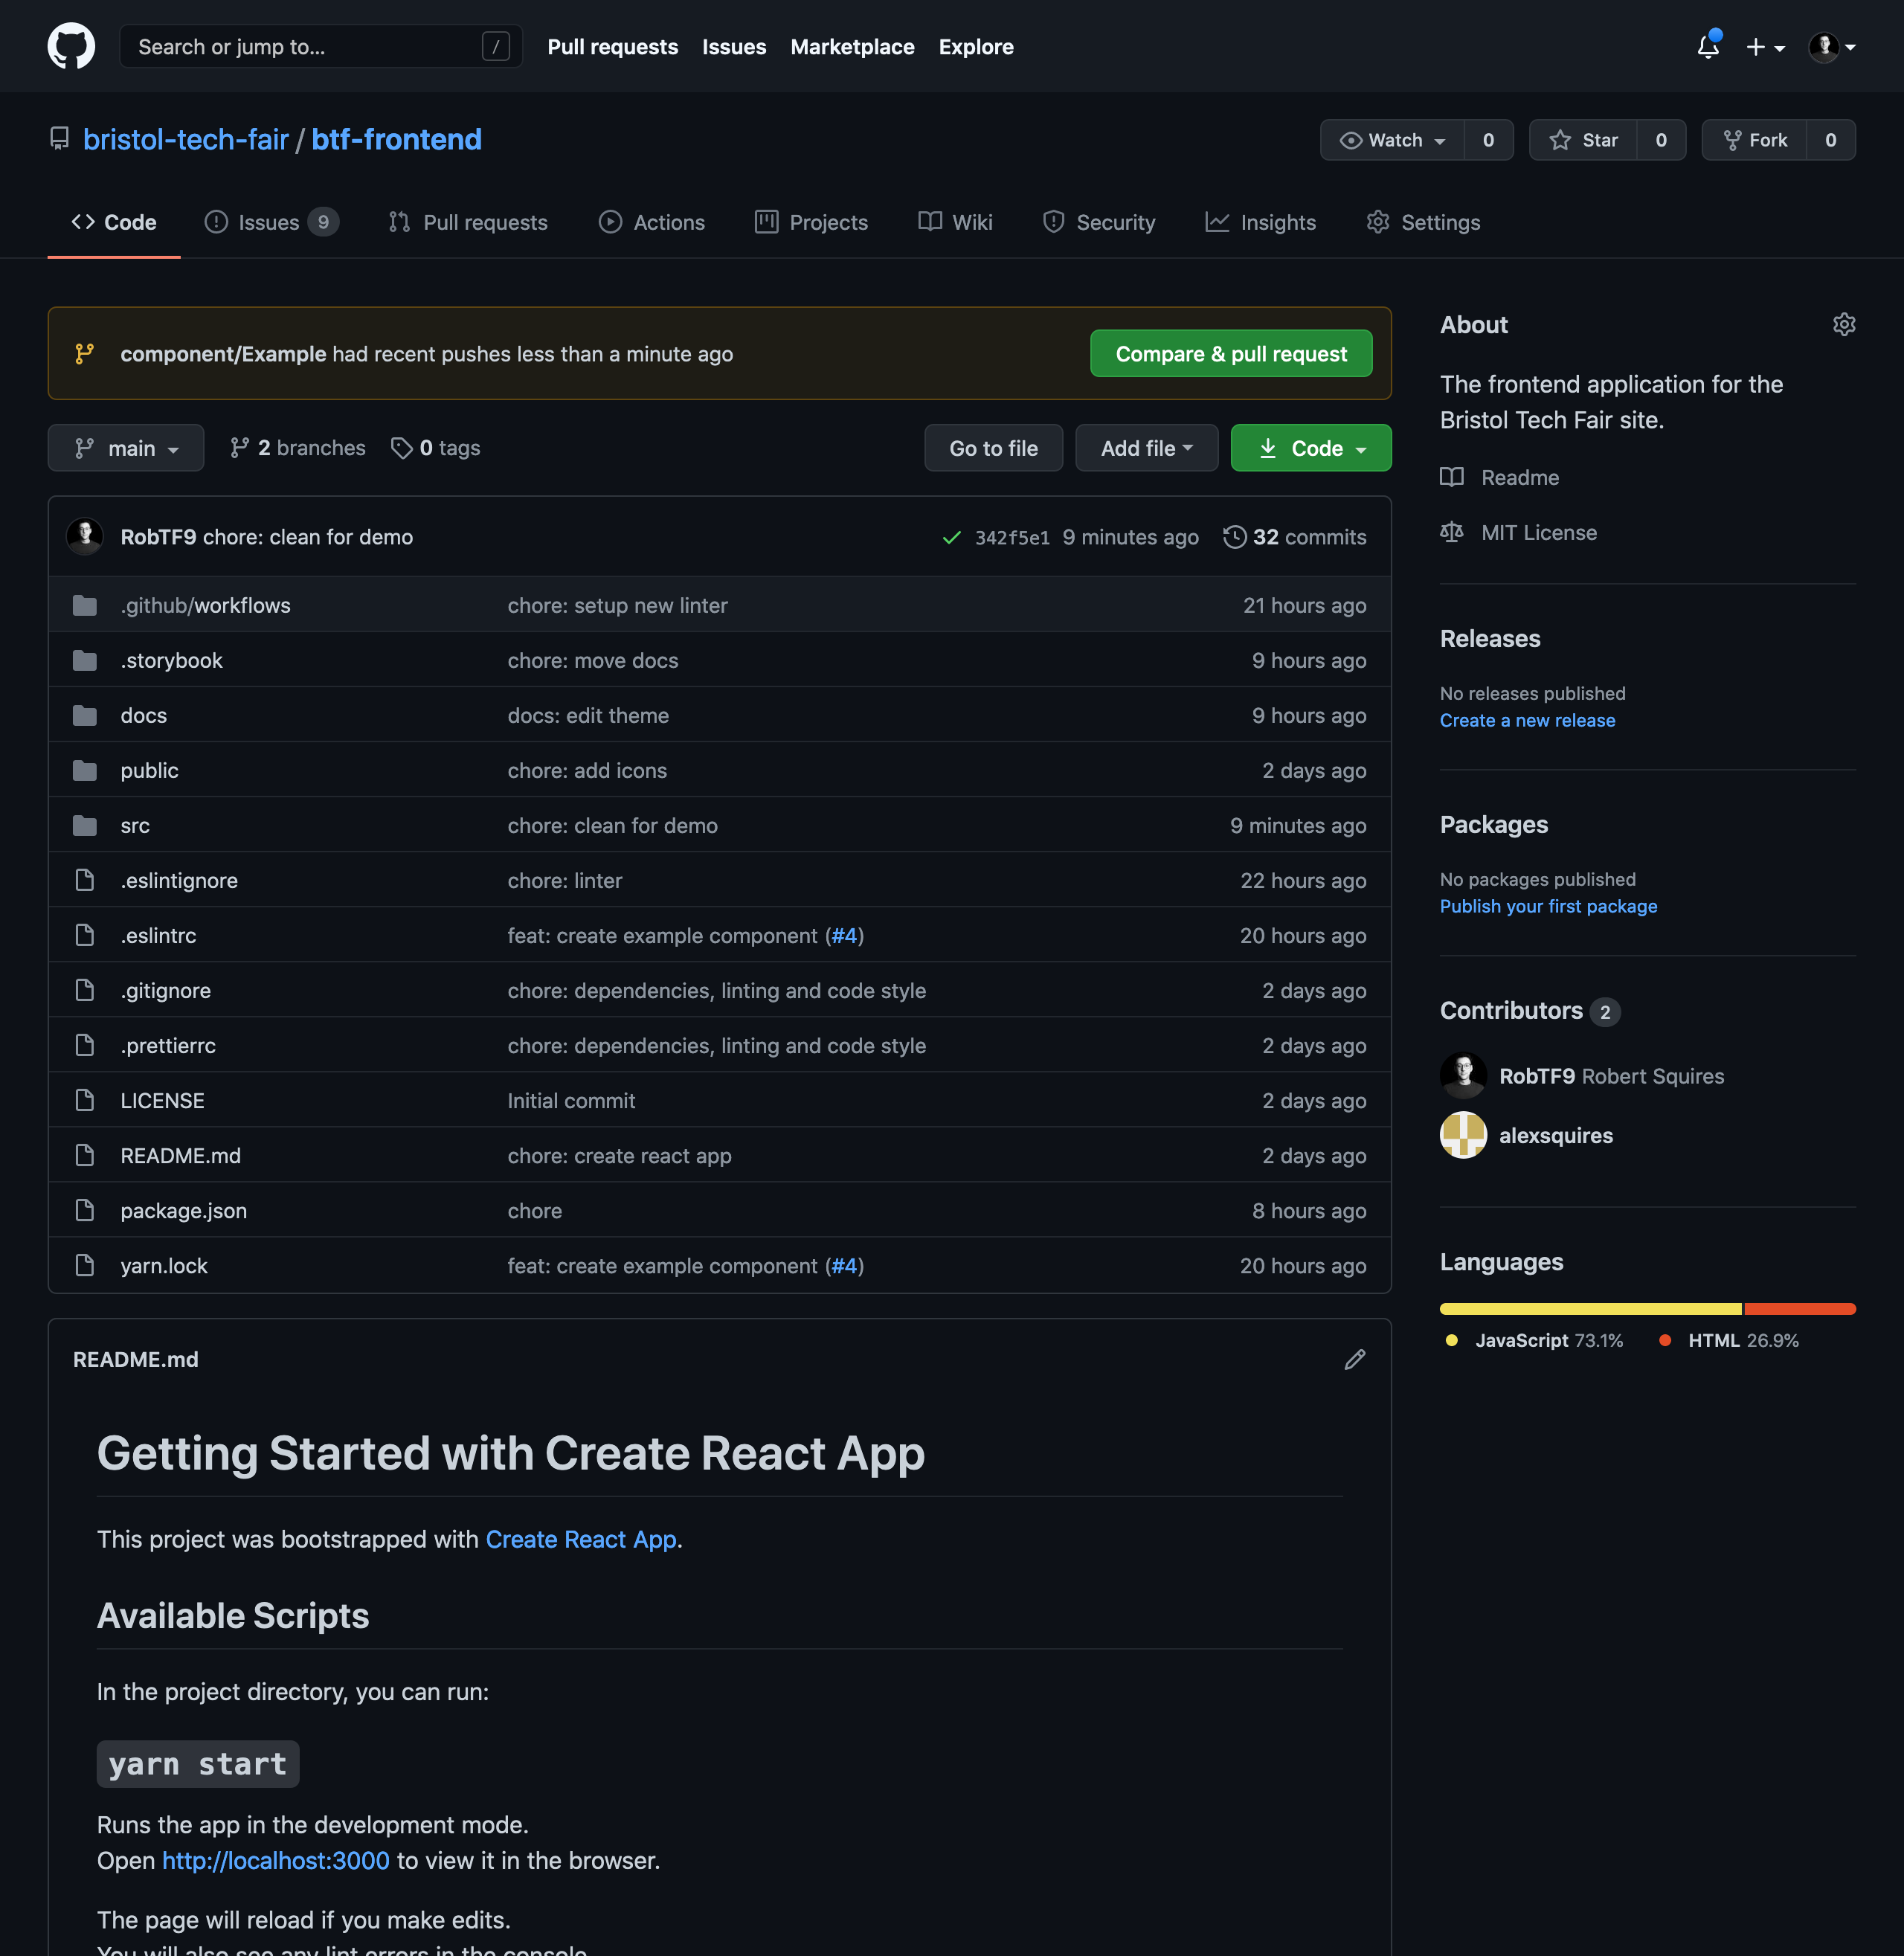 Search or jump to... /
Pull requests Issues Marketplace Explore
bristol-tech-fair / btf-frontend
Watch 0 Star 0 Fork 0
Code Issues 9 Pull requests Actions Projects Wiki Security Insights Settings
component/Example had recent pushes less than a minute ago
Compare & pull request
main 2 branches 0 tags
Go to file Add file Code
RobTF9 chore: clean for demo 342f5e1 9 minutes ago 32 commits
.github/workflows chore: setup new linter 21 hours ago
.storybook chore: move docs 9 hours ago
docs docs: edit theme 9 hours ago
public chore: add icons 2 days ago
src chore: clean for demo 9 minutes ago
.eslintignore chore: linter 22 hours ago
.eslintrc feat: create example component (#4) 20 hours ago
.gitignore chore: dependencies, linting and code style 2 days ago
.prettierrc chore: dependencies, linting and code style 2 days ago
LICENSE Initial commit 2 days ago
README.md chore: create react app 2 days ago
package.json chore 8 hours ago
yarn.lock feat: create example component (#4) 20 hours ago
README.md
Getting Started with Create React App
This project was bootstrapped with Create React App.
Available Scripts
In the project directory, you can run:
yarn start
Runs the app in the development mode.
Open http://localhost:3000 to view it in the browser.
The page will reload if you make edits.
You will also see any lint errors in the console
About
The frontend application for the
Bristol Tech Fair site.
Readme
MIT License
Releases
No releases published
Create a new release
Packages
No packages published
Publish your first package
Contributors 2
RobTF9 Robert Squires
alexsquires
Languages
JavaScript 73.1% HTML 26.9%